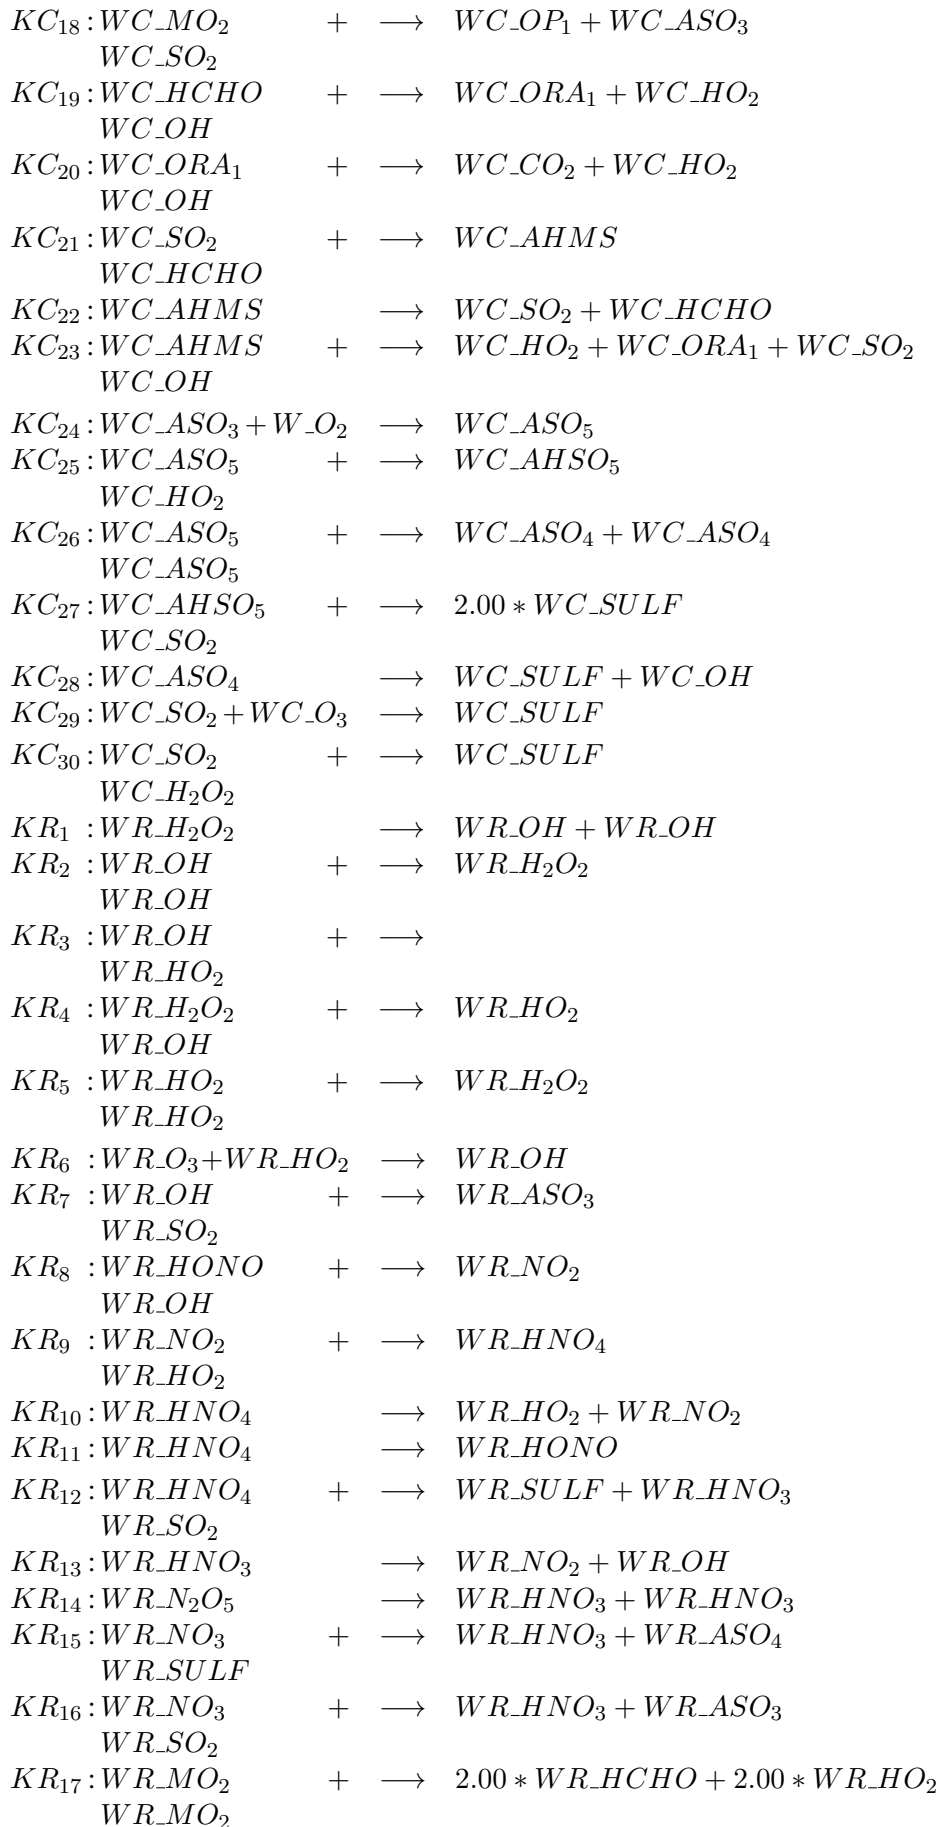 KC₁₈ : WC_MO₂ + ⟶ WC_OP₁ + WC_ASO₃
WC_SO₂
KC₁₉ : WC_HCHO + ⟶ WC_ORA₁ + WC_HO₂
WC_OH
KC₂₀ : WC_ORA₁ + ⟶ WC_CO₂ + WC_HO₂
WC_OH
KC₂₁ : WC_SO₂ + ⟶ WC_AHMS
WC_HCHO
KC₂₂ : WC_AHMS ⟶ WC_SO₂ + WC_HCHO
KC₂₃ : WC_AHMS + ⟶ WC_HO₂ + WC_ORA₁ + WC_SO₂
WC_OH
KC₂₄ : WC_ASO₃ + W_O₂ ⟶ WC_ASO₅
KC₂₅ : WC_ASO₅ + ⟶ WC_AHSO₅
WC_HO₂
KC₂₆ : WC_ASO₅ + ⟶ WC_ASO₄ + WC_ASO₄
WC_ASO₅
KC₂₇ : WC_AHSO₅ + ⟶ 2.00 ∗ WC_SULF
WC_SO₂
KC₂₈ : WC_ASO₄ ⟶ WC_SULF + WC_OH
KC₂₉ : WC_SO₂ + WC_O₃ ⟶ WC_SULF
KC₃₀ : WC_SO₂ + ⟶ WC_SULF
WC_H₂O₂
KR₁ : WR_H₂O₂ ⟶ WR_OH + WR_OH
KR₂ : WR_OH + ⟶ WR_H₂O₂
WR_OH
KR₃ : WR_OH + ⟶
WR_HO₂
KR₄ : WR_H₂O₂ + ⟶ WR_HO₂
WR_OH
KR₅ : WR_HO₂ + ⟶ WR_H₂O₂
WR_HO₂
KR₆ : WR_O₃+WR_HO₂ ⟶ WR_OH
KR₇ : WR_OH + ⟶ WR_ASO₃
WR_SO₂
KR₈ : WR_HONO + ⟶ WR_NO₂
WR_OH
KR₉ : WR_NO₂ + ⟶ WR_HNO₄
WR_HO₂
KR₁₀ : WR_HNO₄ ⟶ WR_HO₂ + WR_NO₂
KR₁₁ : WR_HNO₄ ⟶ WR_HONO
KR₁₂ : WR_HNO₄ + ⟶ WR_SULF + WR_HNO₃
WR_SO₂
KR₁₃ : WR_HNO₃ ⟶ WR_NO₂ + WR_OH
KR₁₄ : WR_N₂O₅ ⟶ WR_HNO₃ + WR_HNO₃
KR₁₅ : WR_NO₃ + ⟶ WR_HNO₃ + WR_ASO₄
WR_SULF
KR₁₆ : WR_NO₃ + ⟶ WR_HNO₃ + WR_ASO₃
WR_SO₂
KR₁₇ : WR_MO₂ + ⟶ 2.00 ∗ WR_HCHO + 2.00 ∗ WR_HO₂
WR_MO₂